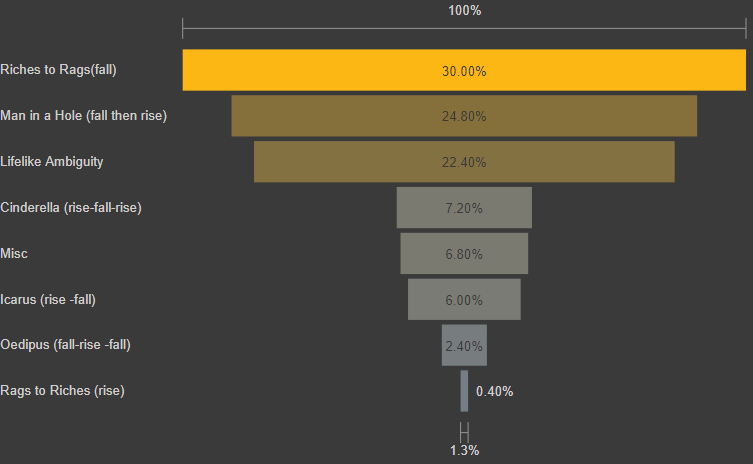 100%
Riches to Rags(fall) 30.00%
Man in a Hole (fall then rise) 24.80%
Lifelike Ambiguity 22.40%
Cinderella (rise-fall-rise) 7.20%
Misc 6.80%
Icarus (rise -fall) 6.00%
Oedipus (fall-rise -fall) 2.40%
Rags to Riches (rise) 0.40%
1.3%